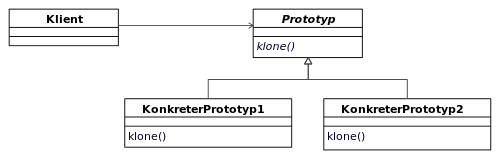 Klient
Prototyp
klone()
KonkreterPrototyp1
klone()
KonkreterPrototyp2
klone()